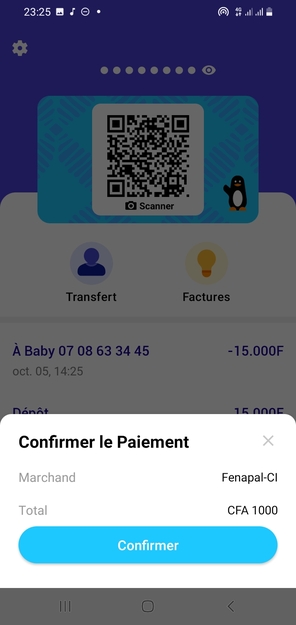 23:25
Scanner
Transfert Factures
À Baby 07 08 63 34 45 -15.000F
oct. 05, 14:25
Dépôt 15.000F
Confirmer le Paiement
Marchand Fenapal-CI
Total CFA 1000
Confirmer